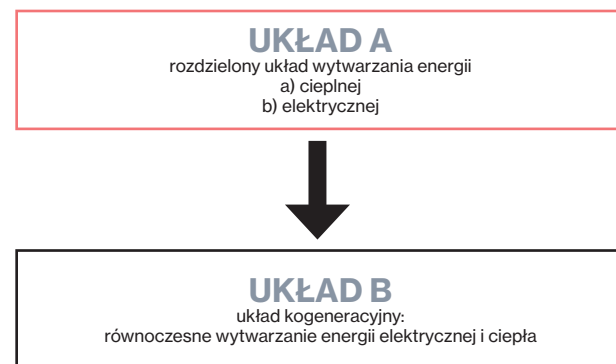 UKŁAD A
rozdzielony układ wytwarzania energii
a) cieplnej
b) elektrycznej
UKŁAD B
układ kogeneracyjny:
równoczesne wytwarzanie energii elektrycznej i ciepła